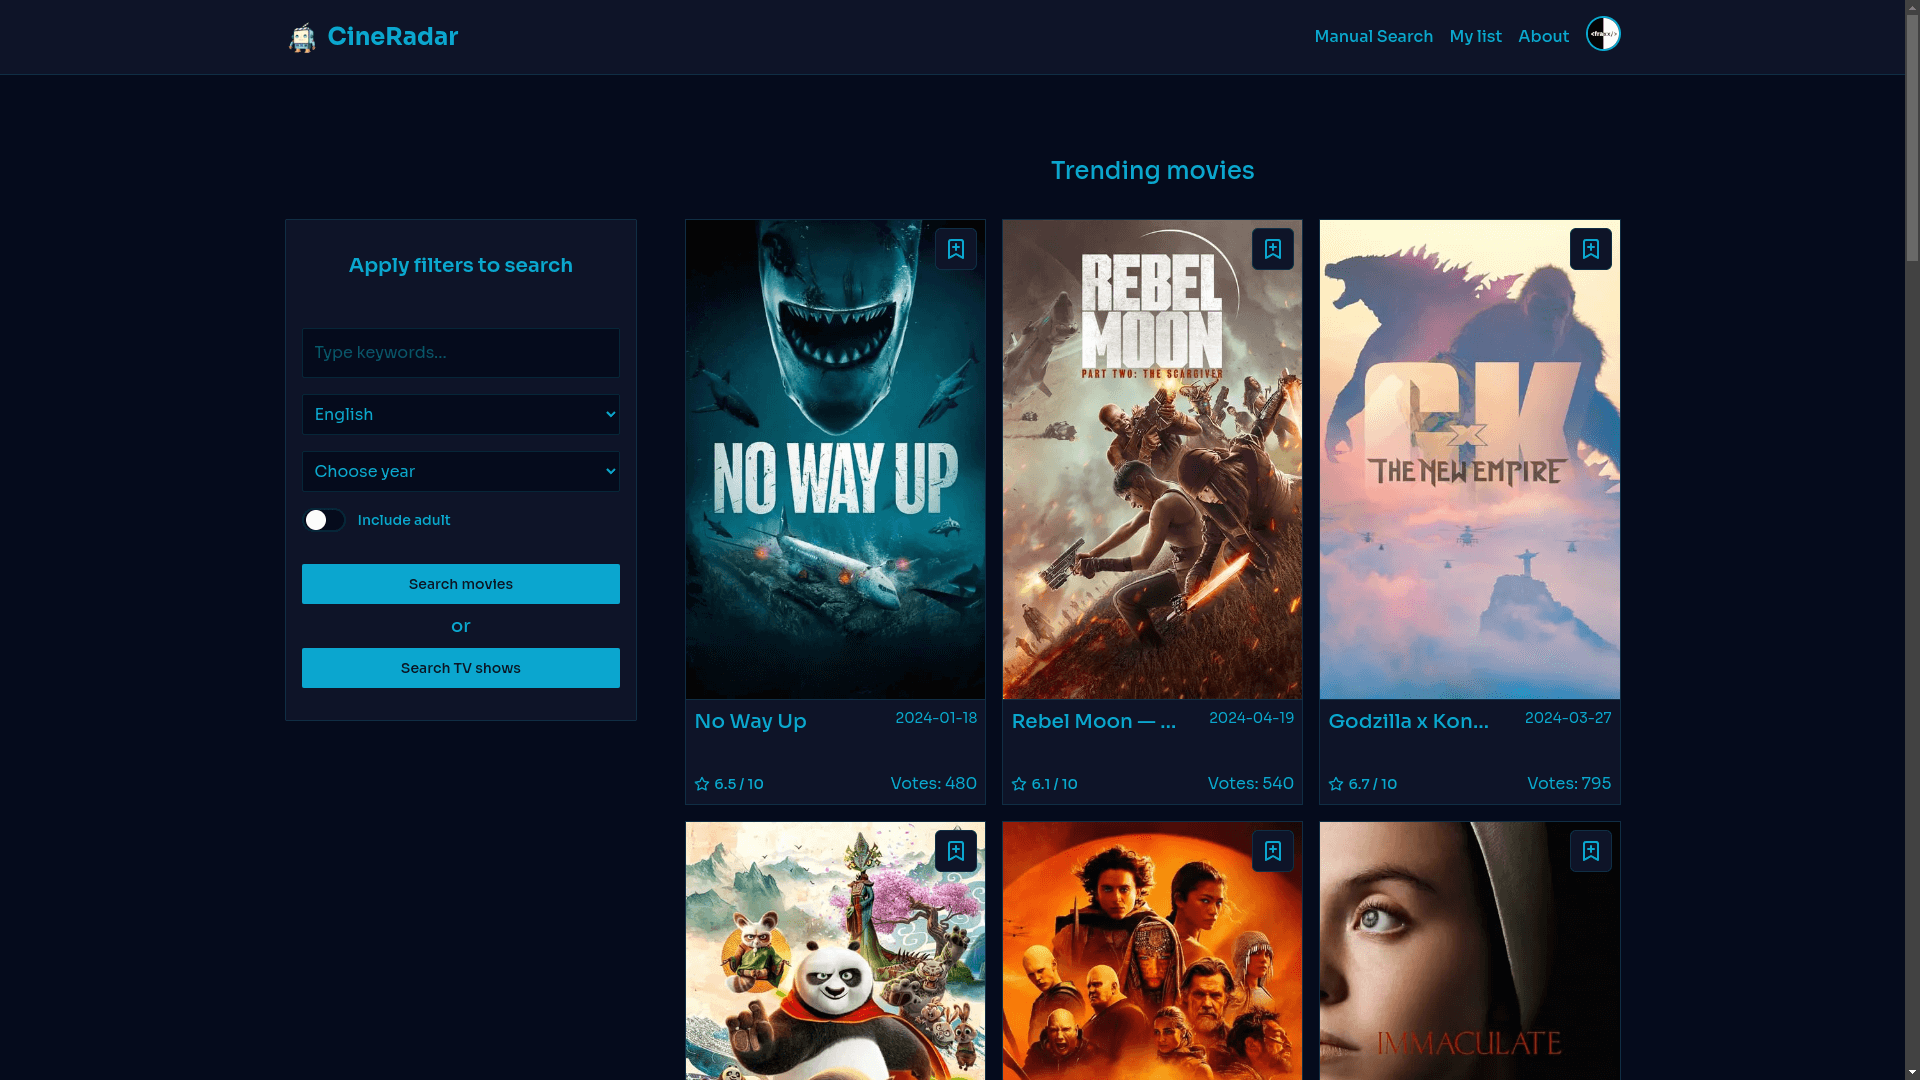 CineRadar
Manual Search
My list
About
<fraxx/>
Trending movies
Apply filters to search
Type keywords...
English
Choose year
Include adult
Search movies
or
Search TV shows
NO WAY UP
No Way Up
2024-01-18
6.5 / 10
Votes: 480
REBEL
MOON
PART TWO: THE SCARGIVER
Rebel Moon — ...
2024-04-19
6.1 / 10
Votes: 540
GXK
THE NEW EMPIRE
Godzilla x Kon...
2024-03-27
6.7 / 10
Votes: 795
IMMACULATE